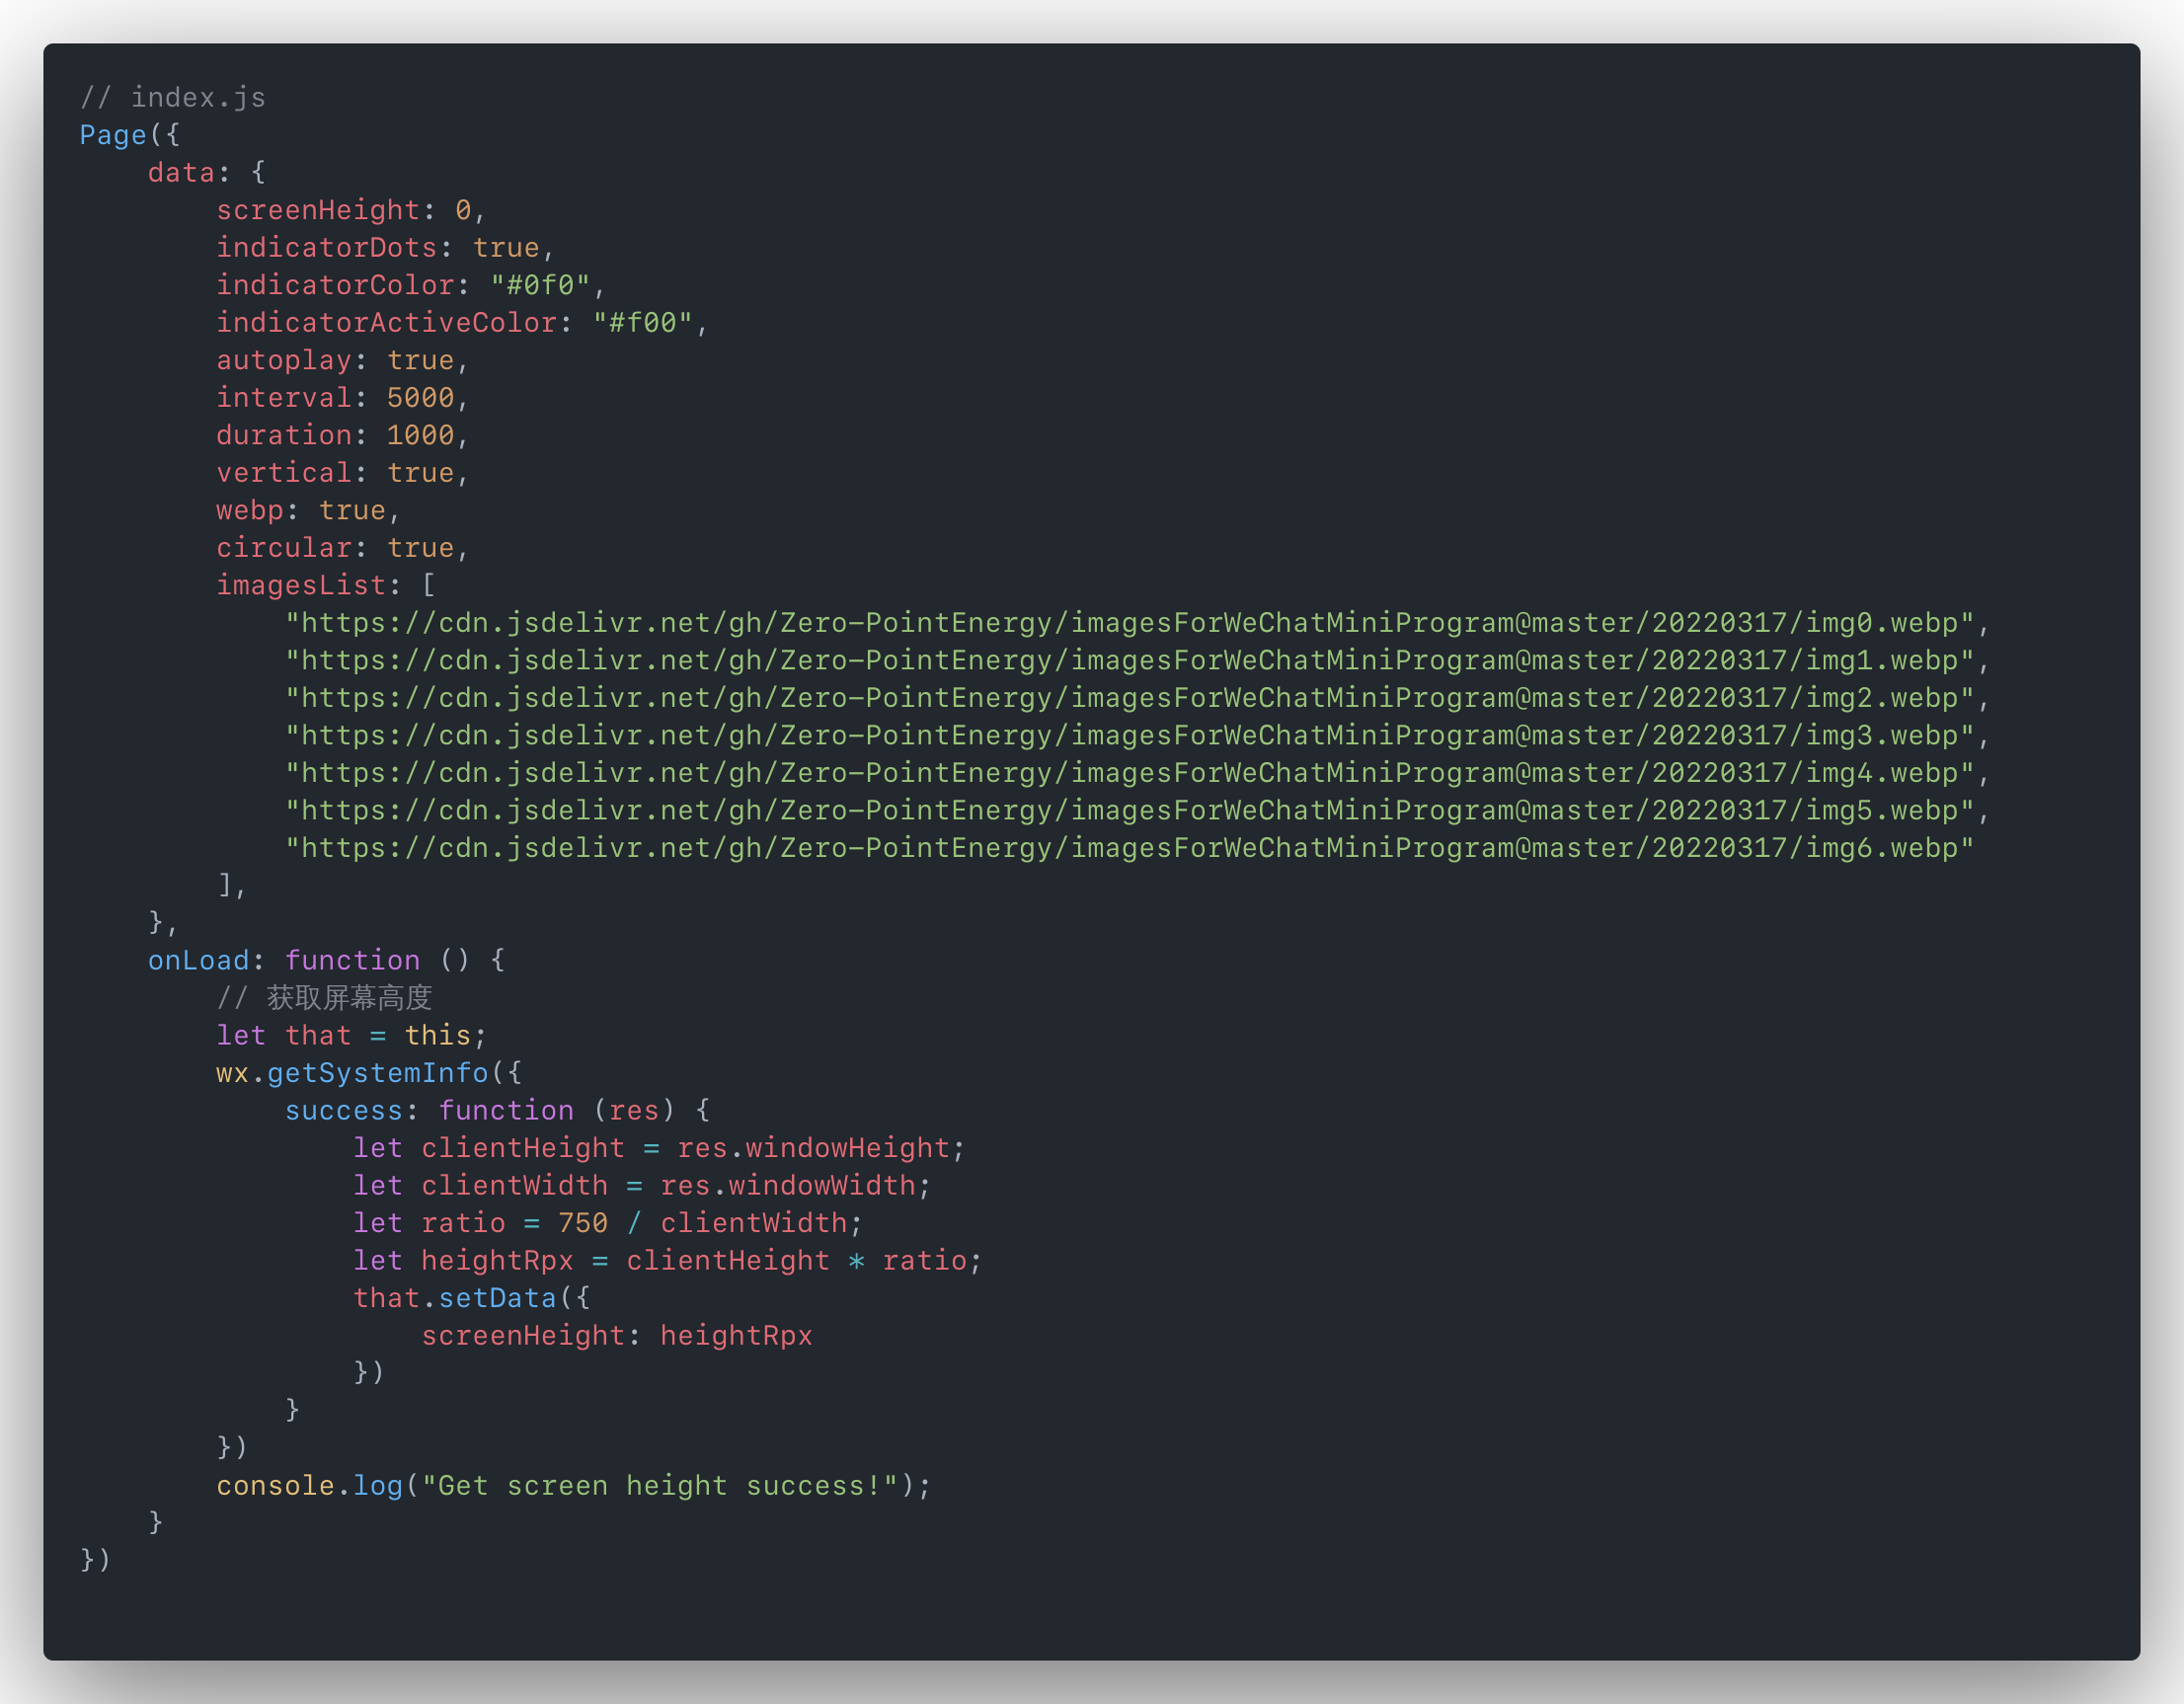 // index.js
Page({
    data: {
        screenHeight: 0,
        indicatorDots: true,
        indicatorColor: "#0f0",
        indicatorActiveColor: "#f00",
        autoplay: true,
        interval: 5000,
        duration: 1000,
        vertical: true,
        webp: true,
        circular: true,
        imagesList: [
            "https://cdn.jsdelivr.net/gh/Zero-PointEnergy/imagesForWeChatMiniProgram@master/20220317/img0.webp",
            "https://cdn.jsdelivr.net/gh/Zero-PointEnergy/imagesForWeChatMiniProgram@master/20220317/img1.webp",
            "https://cdn.jsdelivr.net/gh/Zero-PointEnergy/imagesForWeChatMiniProgram@master/20220317/img2.webp",
            "https://cdn.jsdelivr.net/gh/Zero-PointEnergy/imagesForWeChatMiniProgram@master/20220317/img3.webp",
            "https://cdn.jsdelivr.net/gh/Zero-PointEnergy/imagesForWeChatMiniProgram@master/20220317/img4.webp",
            "https://cdn.jsdelivr.net/gh/Zero-PointEnergy/imagesForWeChatMiniProgram@master/20220317/img5.webp",
            "https://cdn.jsdelivr.net/gh/Zero-PointEnergy/imagesForWeChatMiniProgram@master/20220317/img6.webp"
        ],
    },
    onLoad: function () {
        // 获取屏幕高度
        let that = this;
        wx.getSystemInfo({
            success: function (res) {
                let clientHeight = res.windowHeight;
                let clientWidth = res.windowWidth;
                let ratio = 750 / clientWidth;
                let heightRpx = clientHeight * ratio;
                that.setData({
                    screenHeight: heightRpx
                })
            }
        })
        console.log("Get screen height success!");
    }
})